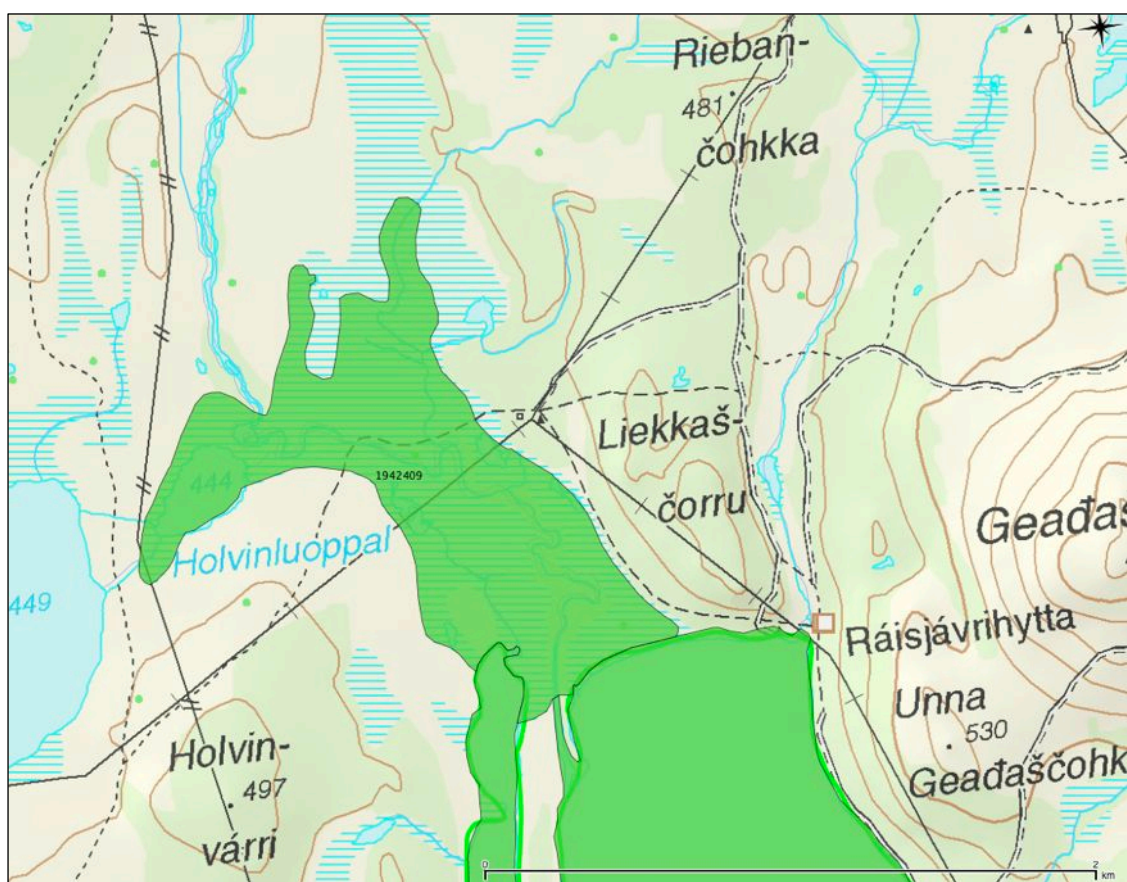 Rieban-
481
čohkka
Liekkaš-
444
1942409
čorru
Holvinluoppal
449
Ráisjávrihytta
Unna
530
Holvin-
Geađaščohk
497
várri
0
2
km